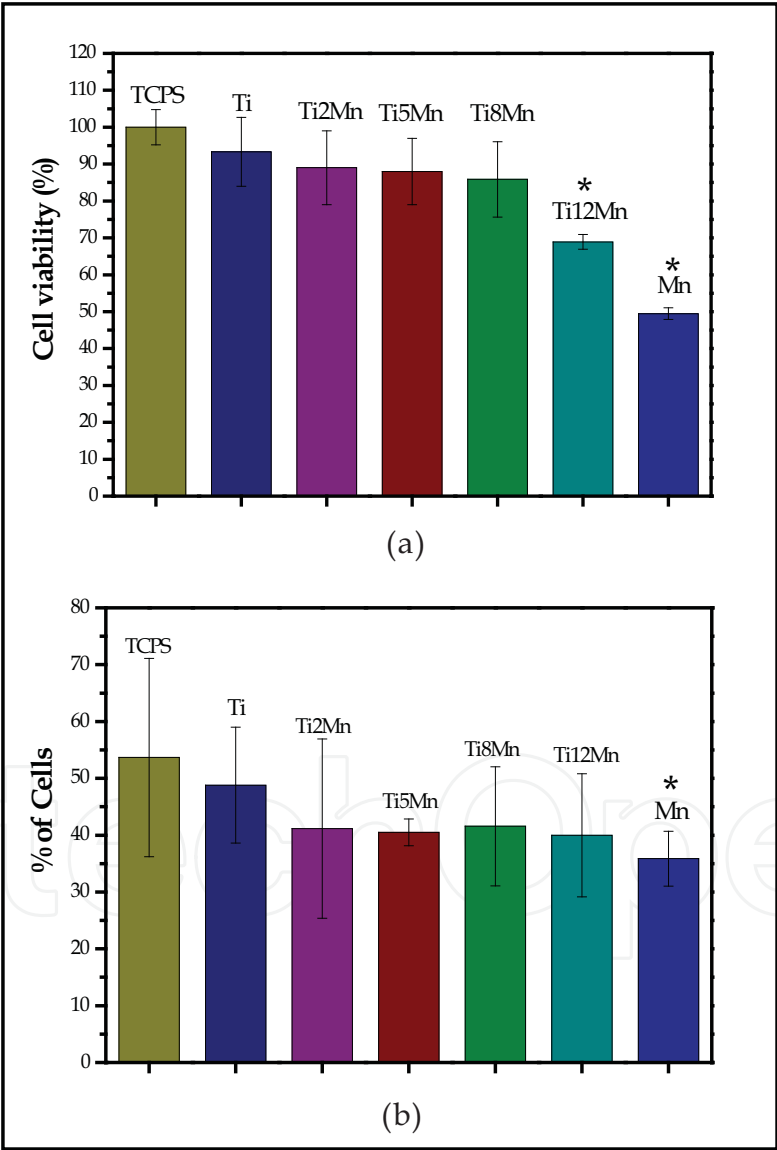 120
110
100
90
80
70
60
50
40
30
20
10
0
Cell viability (%)
TCPS
Ti
Ti2Mn
Ti5Mn
Ti8Mn
*
Ti12Mn
*
Mn
(a)
80
70
60
50
40
30
20
10
0
% of Cells
TCPS
Ti
Ti2Mn
Ti5Mn
Ti8Mn
Ti12Mn
*
Mn
(b)
techOpe